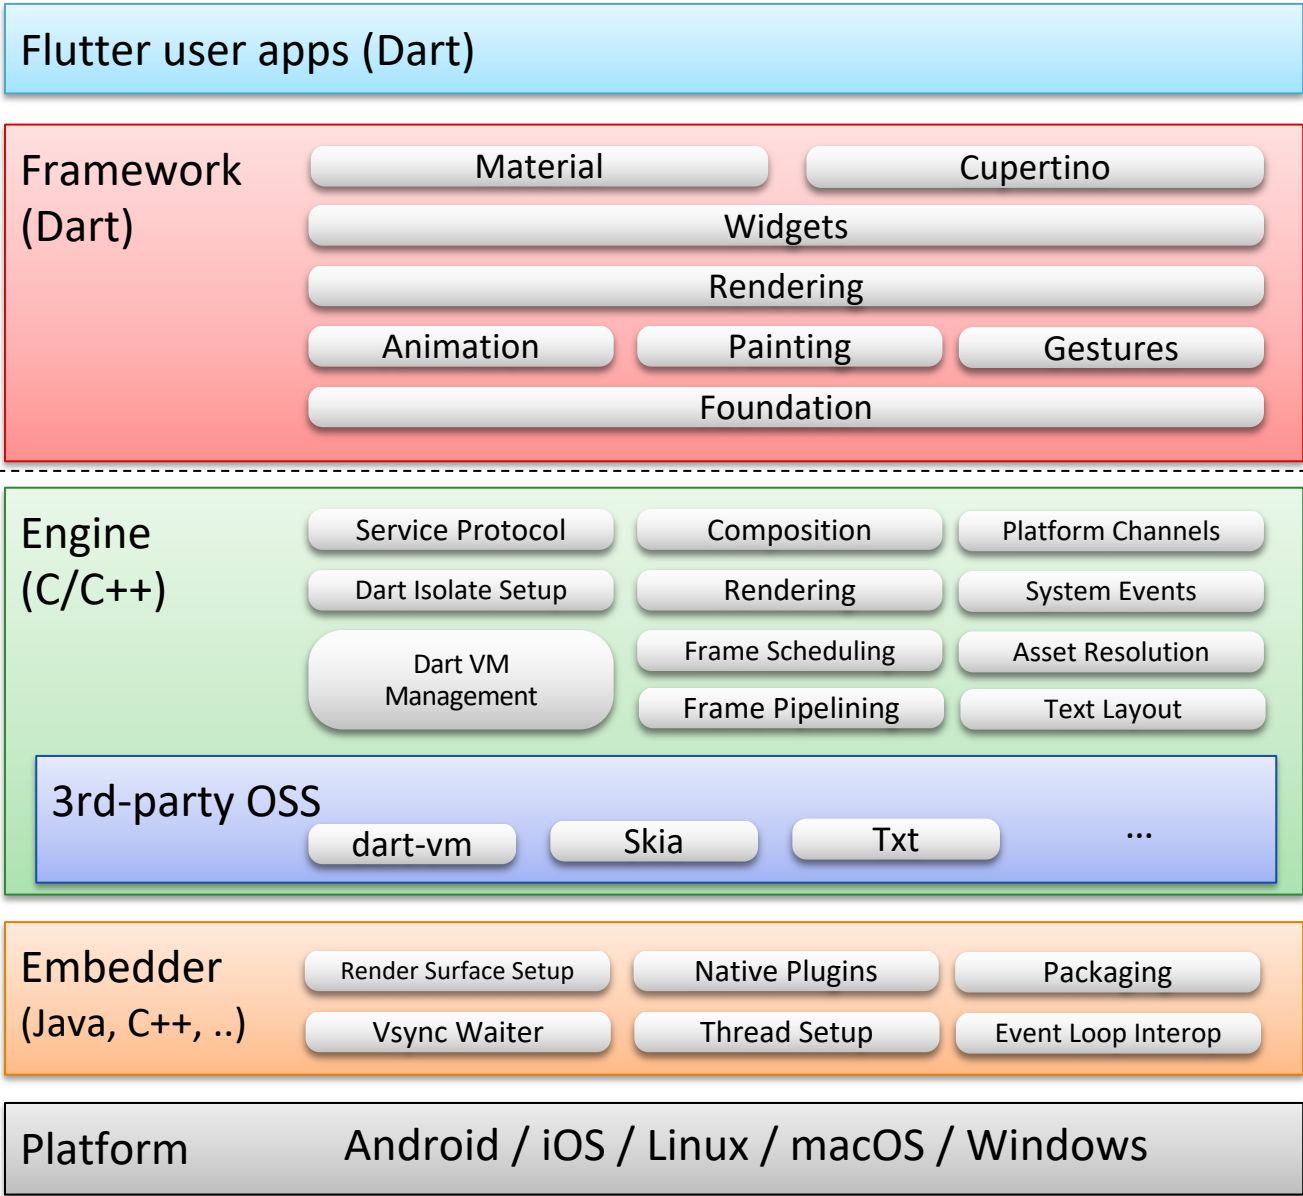 Flutter user apps (Dart)
Framework
(Dart)
Material
Cupertino
Widgets
Rendering
Animation
Painting
Gestures
Foundation
Engine
(C/C++)
Service Protocol
Composition
Platform Channels
Dart Isolate Setup
Rendering
System Events
Dart VM
Management
Frame Scheduling
Asset Resolution
Frame Pipelining
Text Layout
3rd-party OSS
dart-vm
Skia
Txt
...
Embedder
(Java, C++, ..)
Render Surface Setup
Native Plugins
Packaging
Vsync Waiter
Thread Setup
Event Loop Interop
Platform
Android / iOS / Linux / macOS / Windows